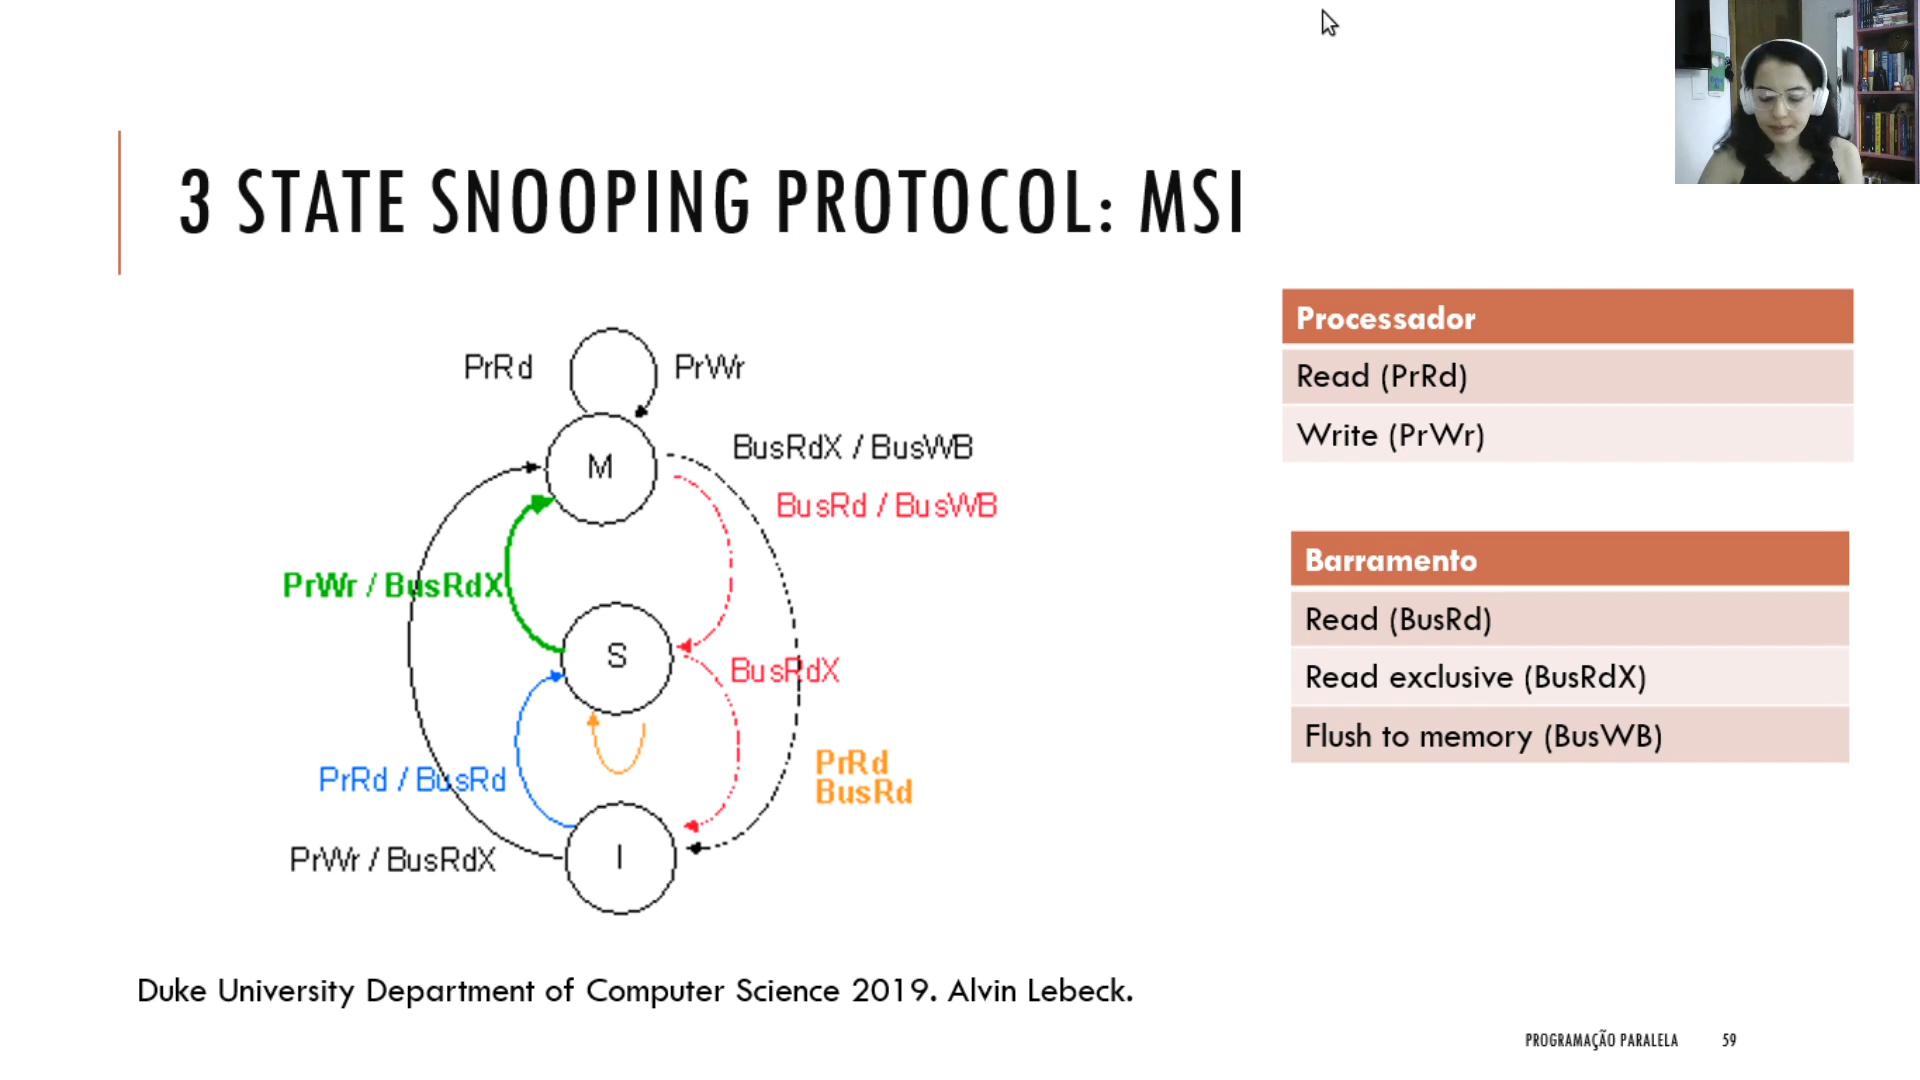 3 STATE SNOOPING PROTOCOL: MSI
PrRd
PrWr
M
BusRdX / BusWB
BusRd / BusWB
PrWr / BusRdX
S
BusRdX
PrRd / BusRd
PrRd
BusRd
PrWr / BusRdX
I
Processador
Read (PrRd)
Write (PrWr)
Barramento
Read (BusRd)
Read exclusive (BusRdX)
Flush to memory (BusWB)
Duke University Department of Computer Science 2019. Alvin Lebeck.
PROGRAMAÇÃO PARALELA 59